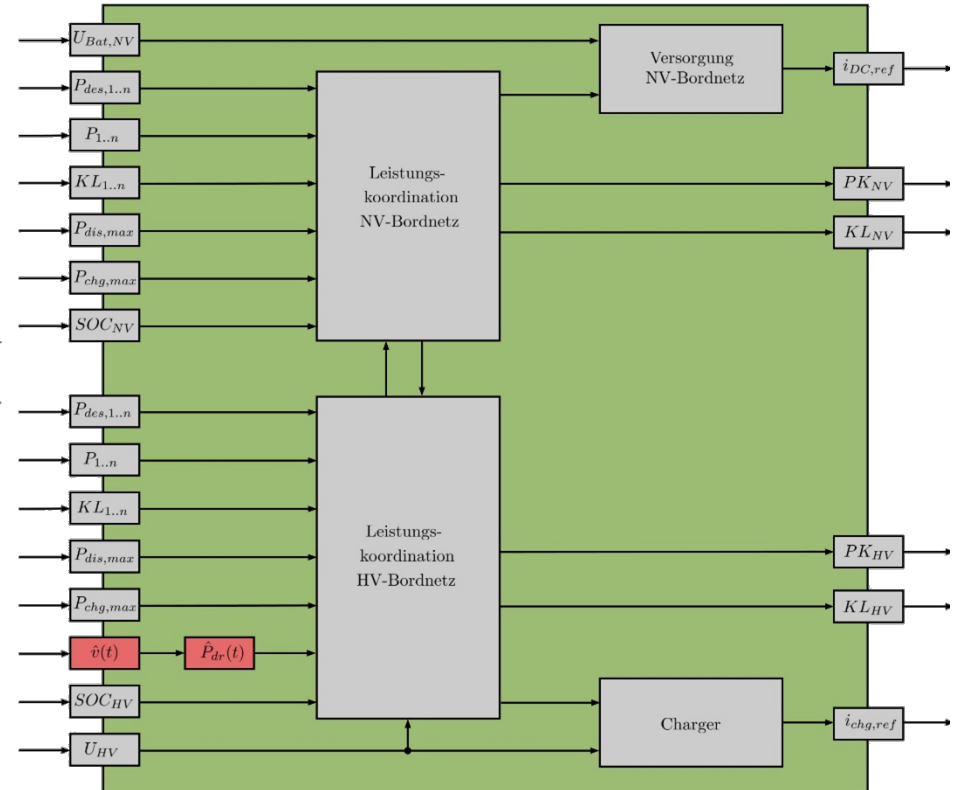 U_{Bat,NV}
P_{des,1..n}
P_{1..n}
KL_{1..n}
P_{dis,max}
P_{chg,max}
SOC_{NV}
Leistungs-
koordination
NV-Bordnetz
Versorgung
NV-Bordnetz
i_{DC,ref}
PK_{NV}
KL_{NV}
P_{des,1..n}
P_{1..n}
KL_{1..n}
P_{dis,max}
P_{chg,max}
v̂(t)
P̂_{dr}(t)
SOC_{HV}
U_{HV}
Leistungs-
koordination
HV-Bordnetz
Charger
PK_{HV}
KL_{HV}
i_{chg,ref}